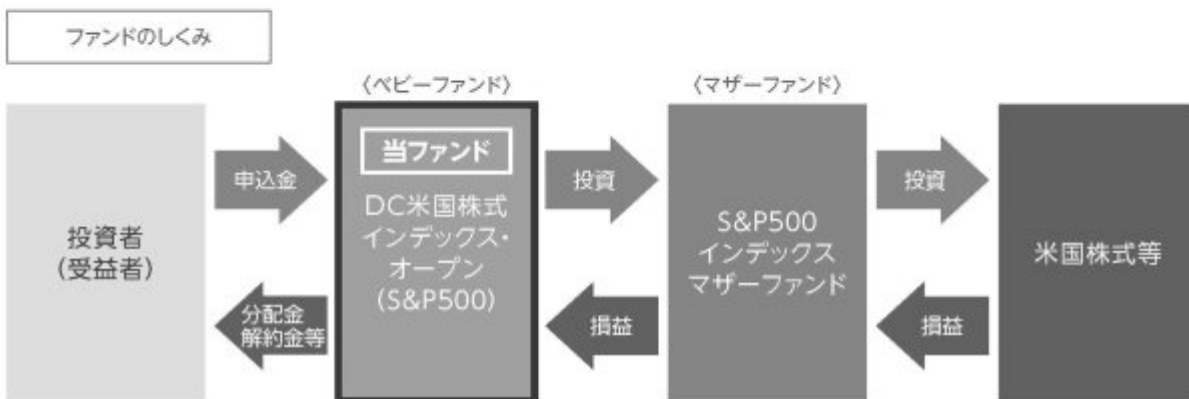 ファンドのしくみ
〈ベビーファンド〉
〈マザーファンド〉
投資者
(受益者)
申込金
分配金
解約金等
当ファンド
DC米国株式
インデックス・
オープン
(S&P500)
投資
損益
S&P500
インデックス
マザーファンド
投資
損益
米国株式等